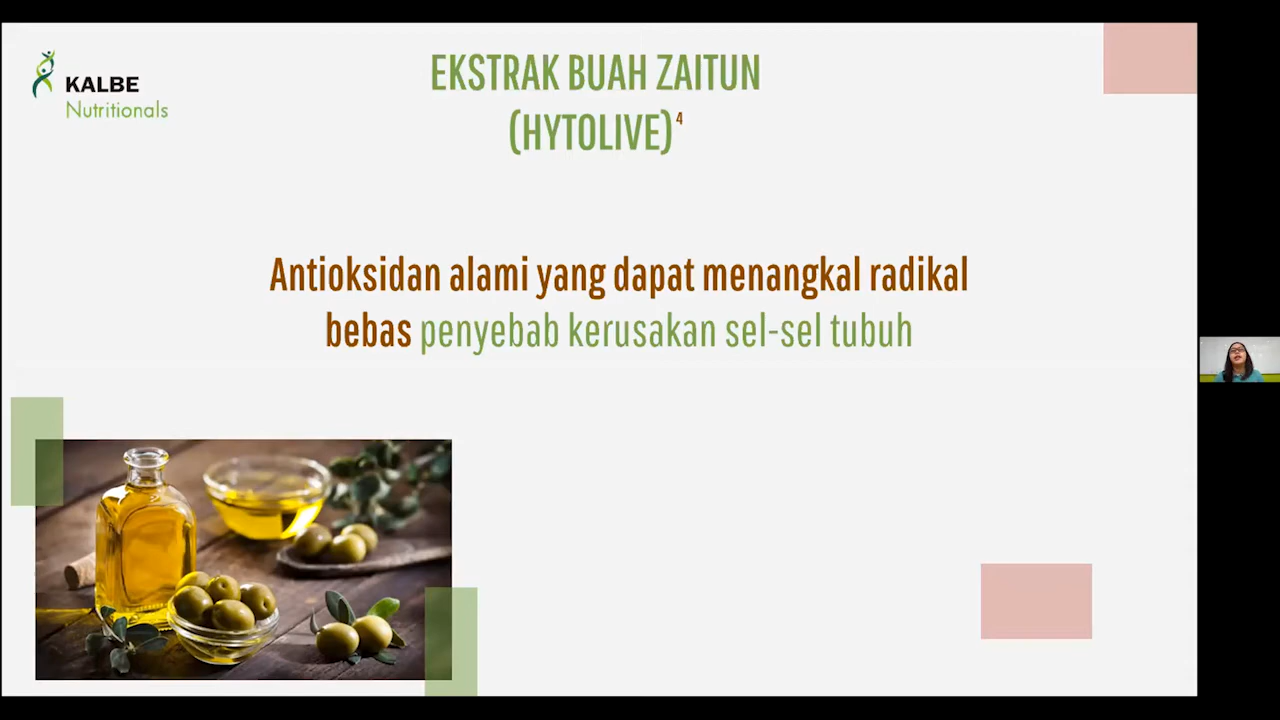 KALBE
Nutritionals
EKSTRAK BUAH ZAITUN
(HYTOLIVE)⁴
Antioksidan alami yang dapat menangkal radikal
bebas penyebab kerusakan sel-sel tubuh